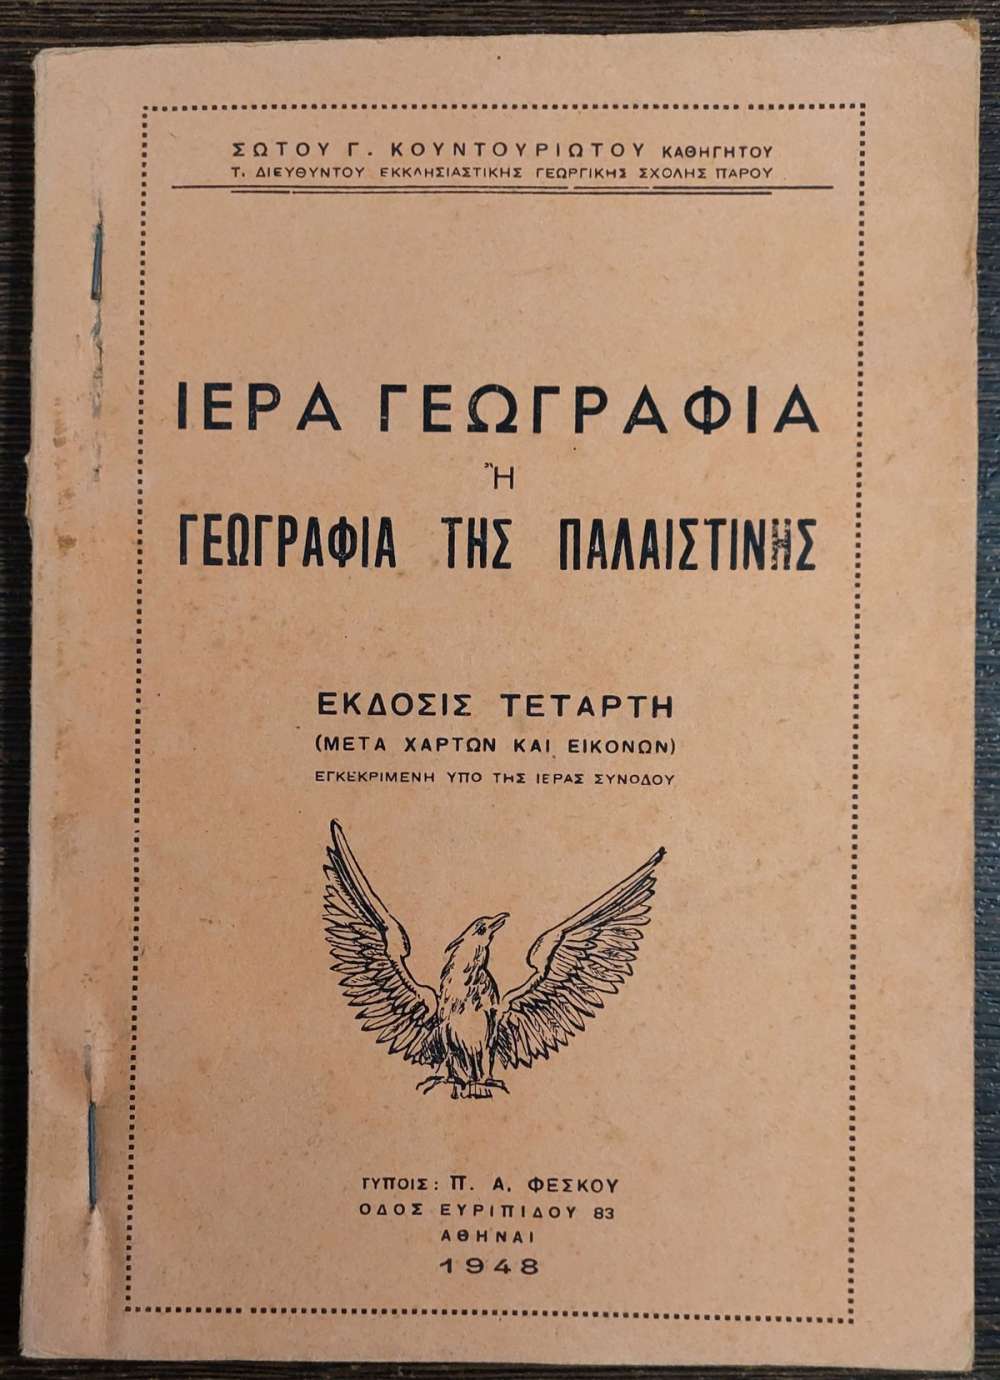 ΣΩΤΟΥ Γ. ΚΟΥΝΤΟΥΡΙΩΤΟΥ ΚΑΘΗΓΗΤΟΥ
Τ. ΔΙΕΥΘΥΝΤΟΥ ΕΚΚΛΗΣΙΑΣΤΙΚΗΣ ΓΕΩΡΓΙΚΗΣ ΣΧΟΛΗΣ ΠΑΡΟΥ
ΙΕΡΑ ΓΕΩΓΡΑΦΙΑ
Ἢ
ΓΕΩΓΡΑΦΙΑ ΤΗΣ ΠΑΛΑΙΣΤΙΝΗΣ
ΕΚΔΟΣΙΣ ΤΕΤΑΡΤΗ
(ΜΕΤΑ ΧΑΡΤΩΝ ΚΑΙ ΕΙΚΟΝΩΝ)
ΕΓΚΕΚΡΙΜΕΝΗ ΥΠΟ ΤΗΣ ΙΕΡΑΣ ΣΥΝΟΔΟΥ
ΤΥΠΟΙΣ: Π. Α. ΦΕΣΚΟΥ
ΟΔΟΣ ΕΥΡΙΠΙΔΟΥ 83
ΑΘΗΝΑΙ
1948